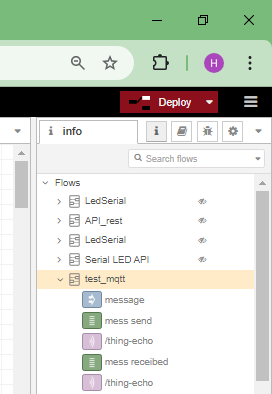 H
Deploy
i info
Search flows
Flows
LedSerial
API_rest
LedSerial
Serial LED API
test_mqtt
message
mess send
/thing-echo
mess receibed
/thing-echo